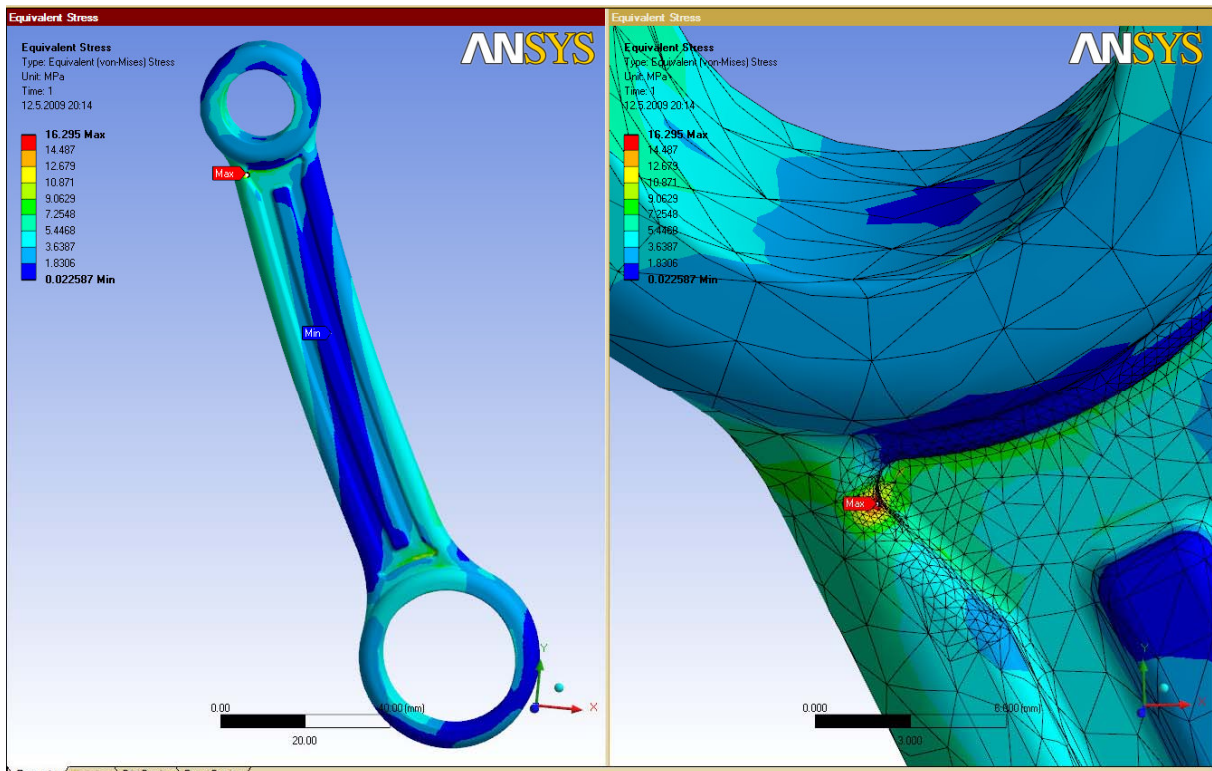 Equivalent Stress
ANSYS
Equivalent Stress
Type: Equivalent (von-Mises) Stress
Unit: MPa
Time: 1
12.5.2009 20:14
16.295 Max
14.487
12.679
10.871
9.0629
7.2548
5.4468
3.6387
1.8306
0.022587 Min
Max
Min
Y
X
0.00
40.00 (mm)
20.00
Equivalent Stress
ANSYS
Equivalent Stress
Type: Equivalent (von-Mises) Stress
Unit: MPa
Time: 1
12.5.2009 20:14
16.295 Max
14.487
12.679
10.871
9.0629
7.2548
5.4468
3.6387
1.8306
0.022587 Min
Max
Y
X
0.000
6.000 (mm)
3.000